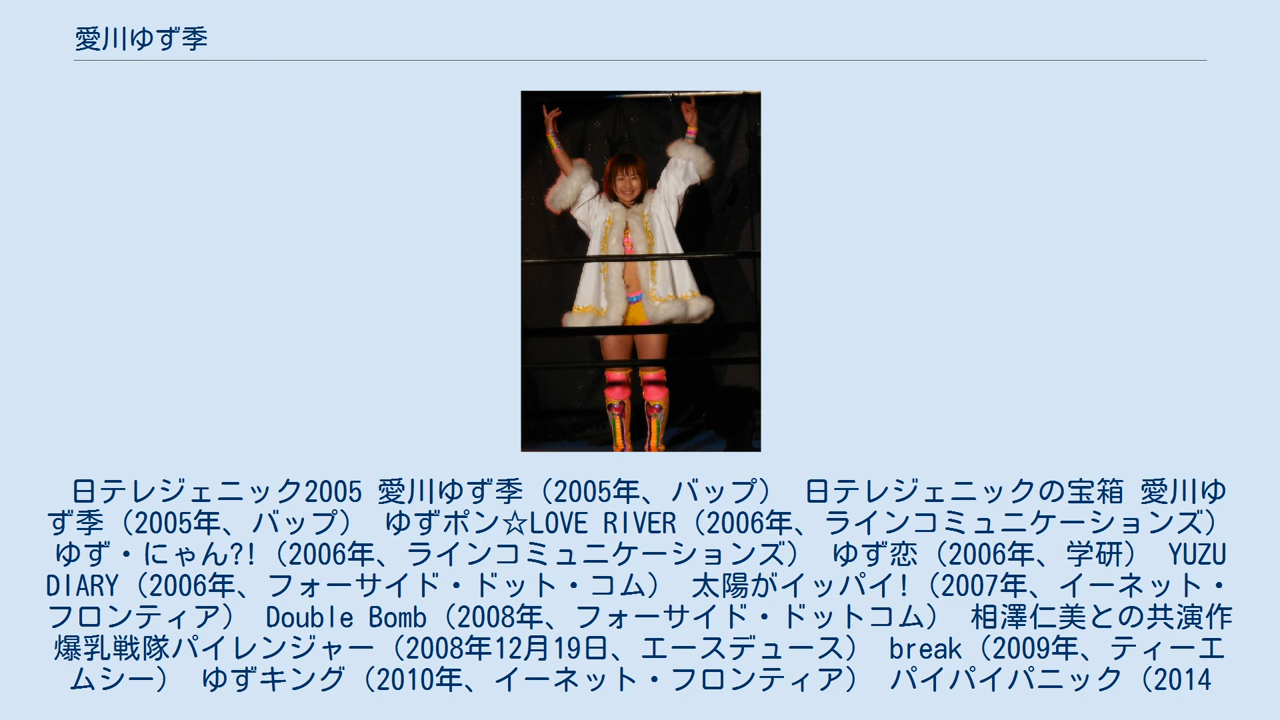 愛川ゆず季
日テレジェニック2005 愛川ゆず季（2005年、バップ） 日テレジェニックの宝箱 愛川ゆ
ず季（2005年、バップ） ゆずポン☆LOVE RIVER（2006年、ラインコミュニケーションズ）
ゆず・にゃん?!（2006年、ラインコミュニケーションズ） ゆず恋（2006年、学研） YUZU
DIARY（2006年、フォーサイド・ドット・コム） 太陽がイッパイ!（2007年、イーネット・
フロンティア） Double Bomb（2008年、フォーサイド・ドットコム） 相澤仁美との共演作
爆乳戦隊パイレンジャー（2008年12月19日、エースデュース） break（2009年、ティーエ
ムシー） ゆずキング（2010年、イーネット・フロンティア） パイパイパニック（2014